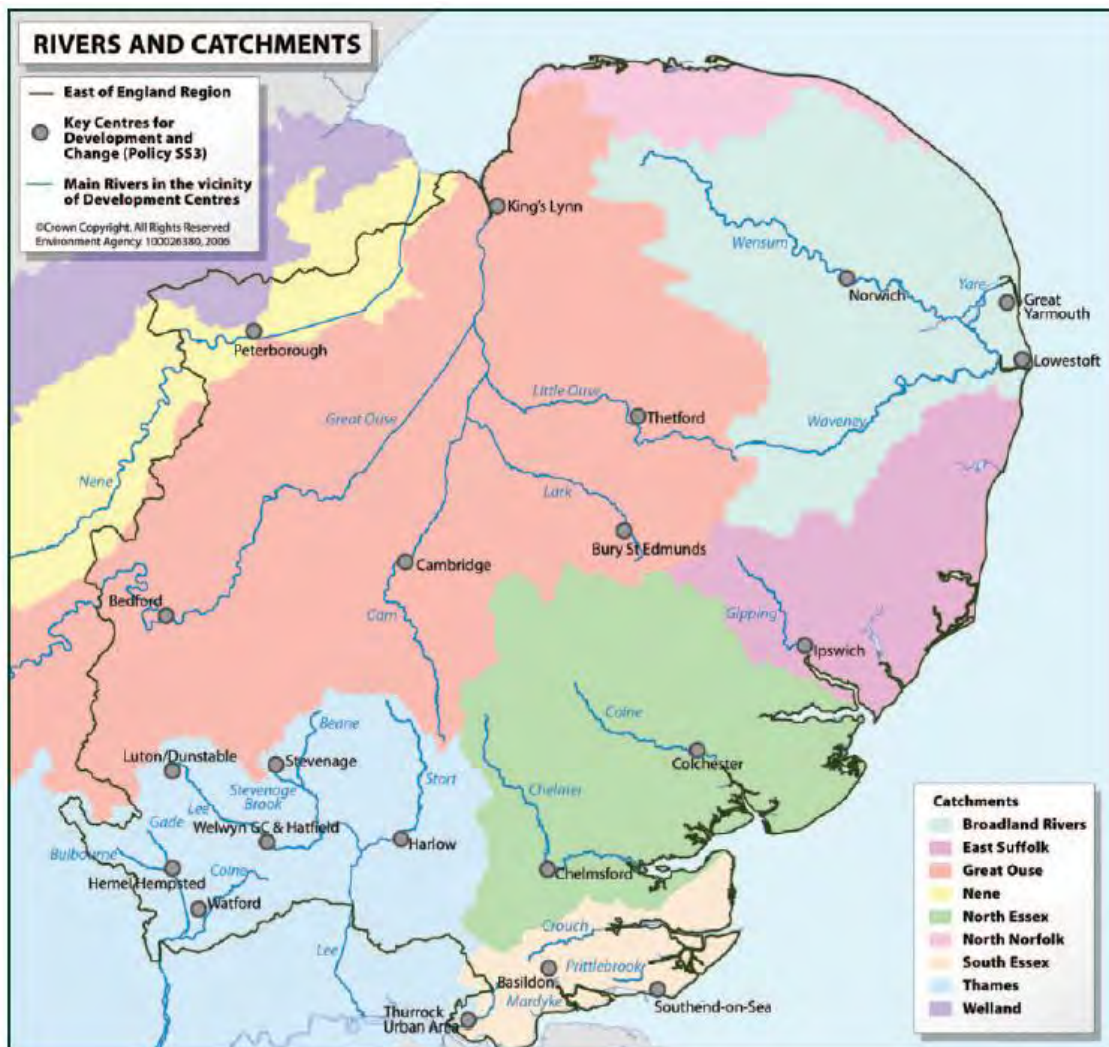 RIVERS AND CATCHMENTS
East of England Region
Key Centres for
Development and
Change (Policy SS3)
Main Rivers in the vicinity
of Development Centres
©Crown Copyright. All Rights Reserved
Environment Agency. 100026380, 2006
King's Lynn
Wensum
Norwich
Yare
Great
Yarmouth
Peterborough
Lowestoft
Little Ouse
Great Ouse
Thetford
Waveney
Nene
Lark
Bury St Edmunds
Cambridge
Bedford
Cam
Gipping
Ipswich
Beane
Colne
Luton/Dunstable
Stevenage
Colchester
Stort
Stevenage
Brook
Lee
Chelmer
Gade
Welwyn GC & Hatfield
Harlow
Bulbourne
Colne
Hemel Hempsted
Chelmsford
Watford
Crouch
Lee
Basildon
Prittlebrook
Mardyke
Southend-on-Sea
Thurrock
Urban Area
Catchments
Broadland Rivers
East Suffolk
Great Ouse
Nene
North Essex
North Norfolk
South Essex
Thames
Welland